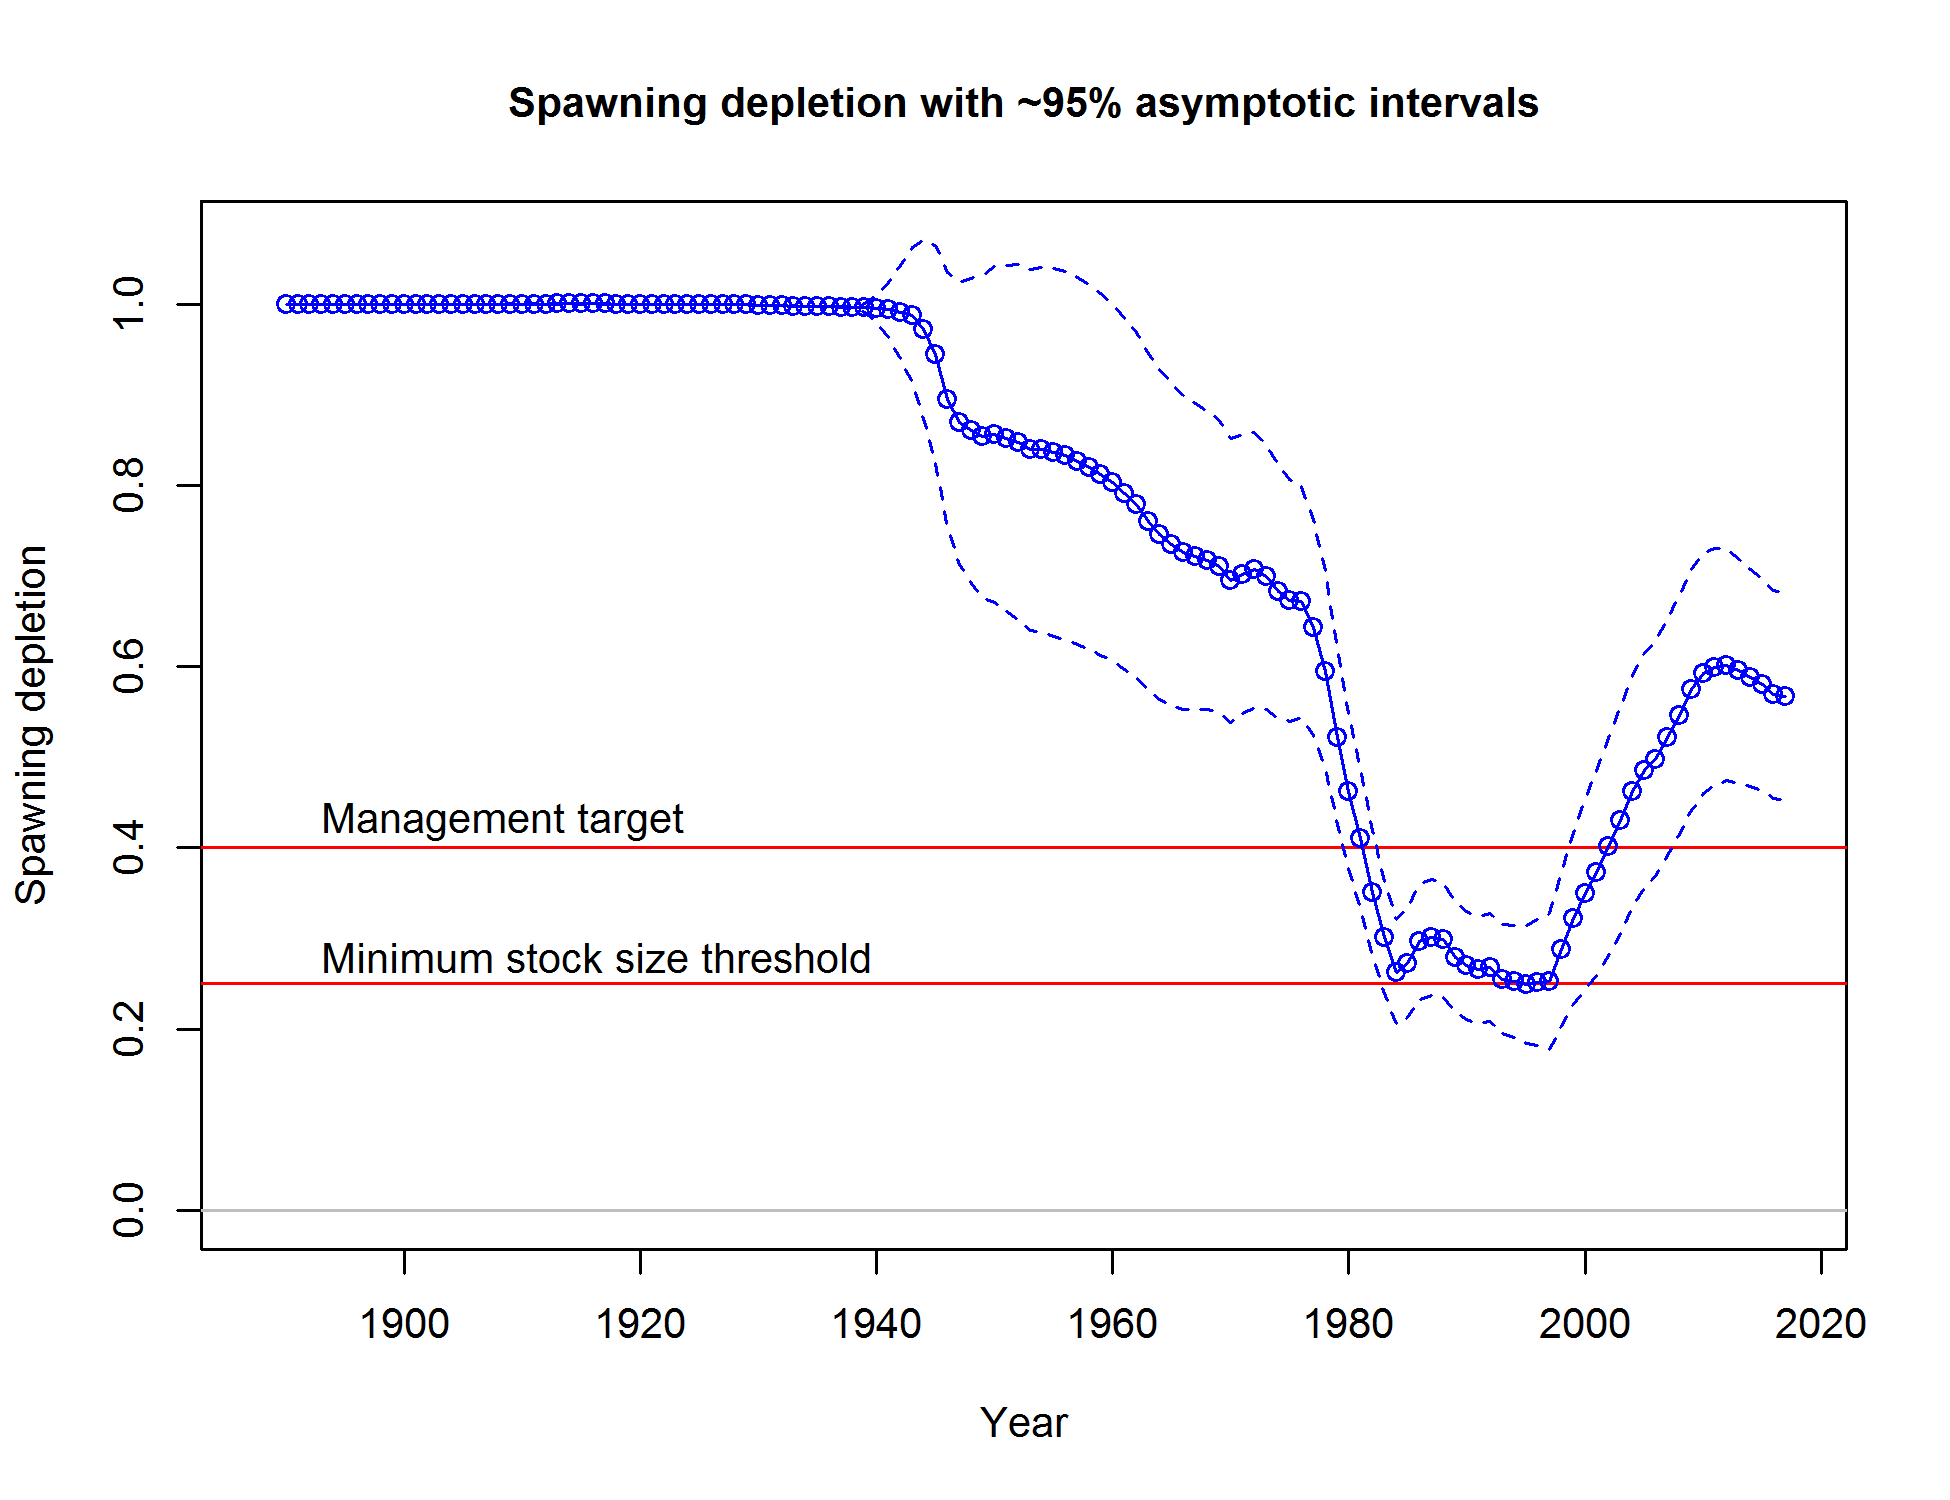 Spawning depletion with ~95% asymptotic intervals
Spawning depletion
1.0
0.8
0.6
0.4
0.2
0.0
Management target
Minimum stock size threshold
1900
1920
1940
1960
1980
2000
2020
Year